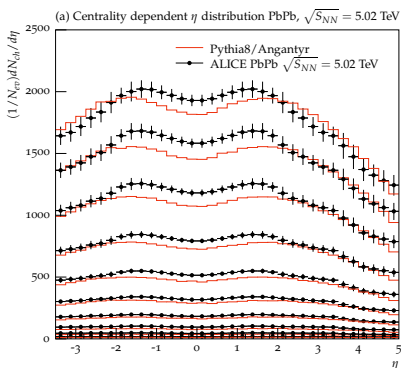 (a) Centrality dependent η distribution PbPb, √S_NN = 5.02 TeV
(1/N_ev)dN_ch/dη
2500
2000
1500
1000
500
0
Pythia8/Angantyr
ALICE PbPb √S_NN = 5.02 TeV
-3 -2 -1 0 1 2 3 4 5
η